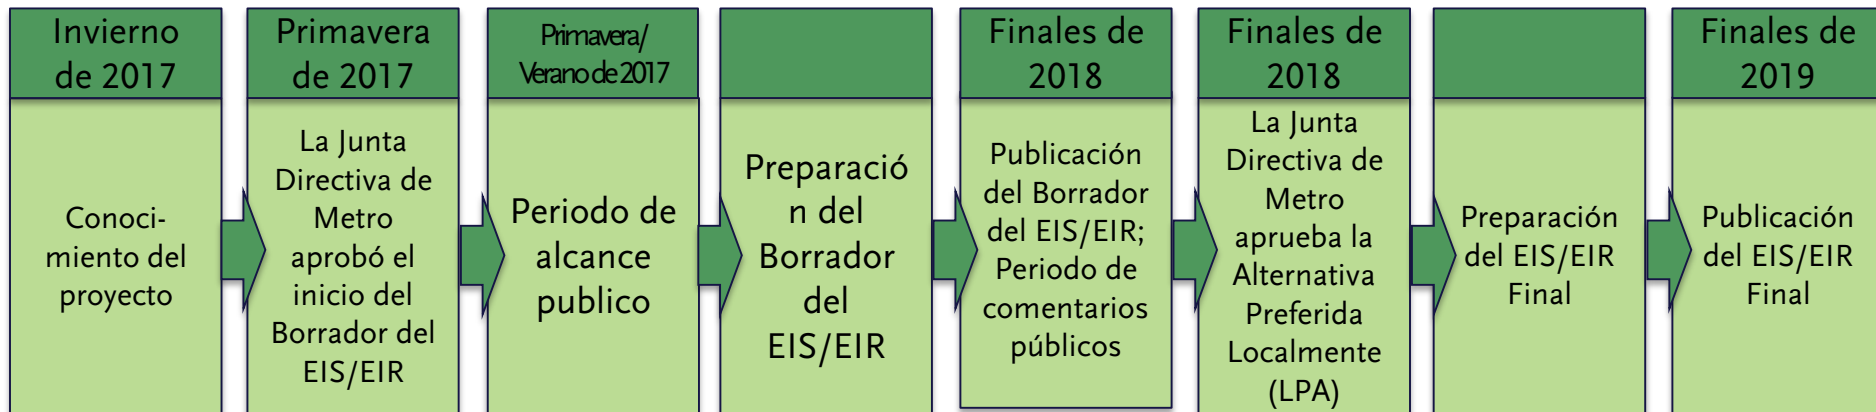 Invierno
de 2017
Conoci-
miento del
proyecto
Primavera
de 2017
La Junta
Directiva de
Metro
aprobó el
inicio del
Borrador del
EIS/EIR
Primavera/
Verano de 2017
Periodo de
alcance
publico
Preparació
n del
Borrador
del
EIS/EIR
Finales de
2018
Publicación
del Borrador
del EIS/EIR;
Periodo de
comentarios
públicos
Finales de
2018
La Junta
Directiva de
Metro
aprueba la
Alternativa
Preferida
Localmente
(LPA)
Preparación
del EIS/EIR
Final
Finales de
2019
Publicación
del EIS/EIR
Final